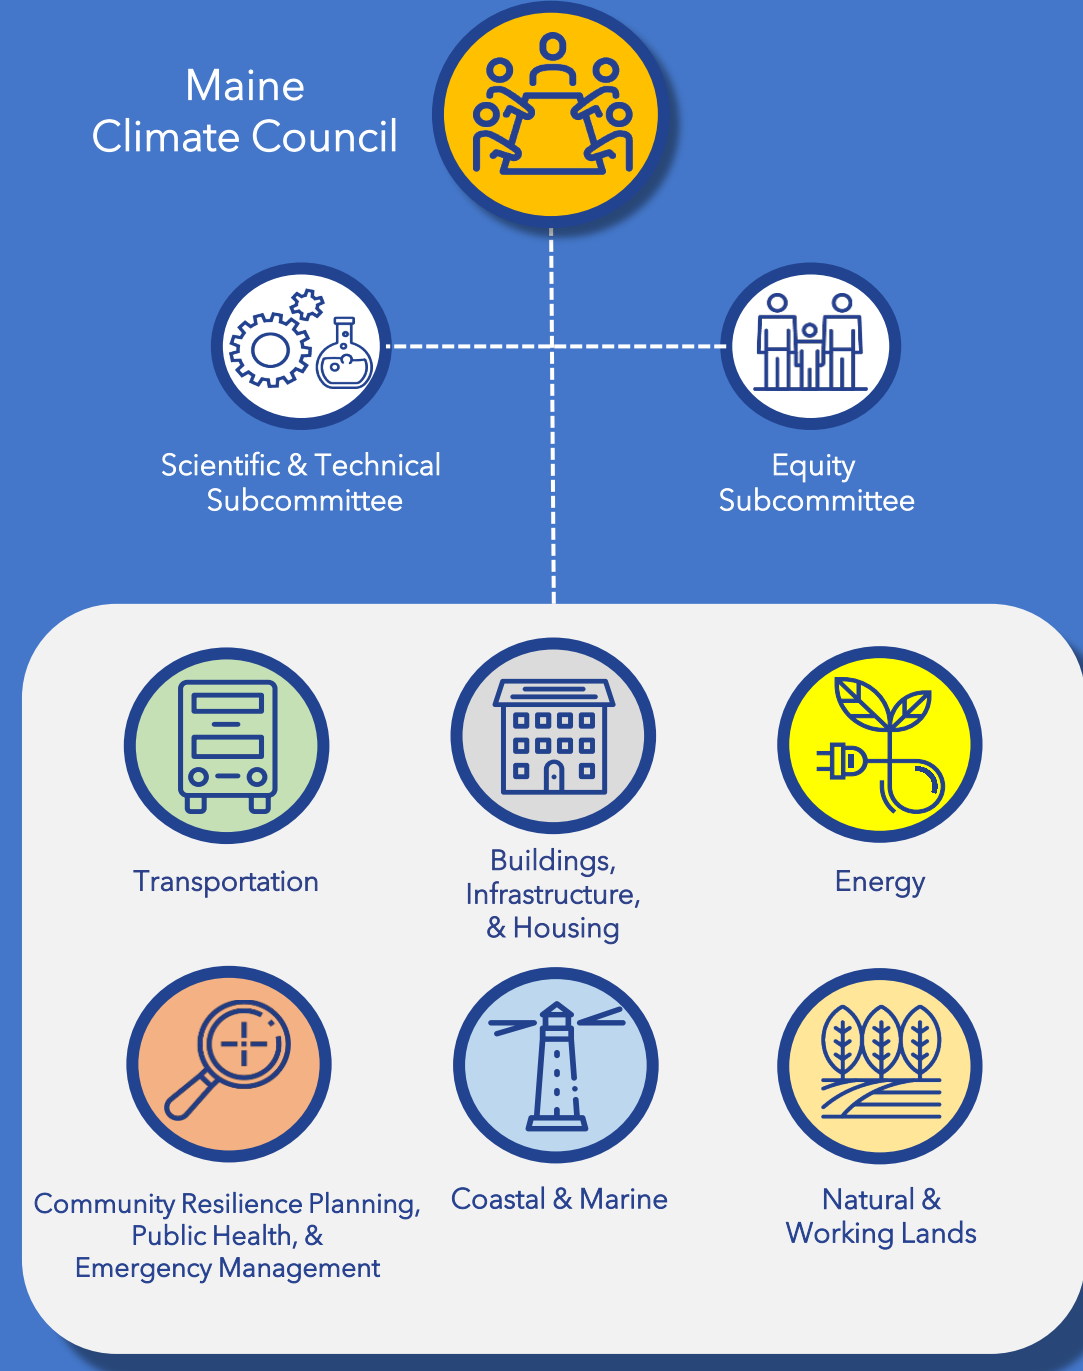 Maine
Climate Council
Scientific & Technical
Subcommittee
Equity
Subcommittee
Transportation
Buildings,
Infrastructure,
& Housing
Energy
Community Resilience Planning,
Public Health, &
Emergency Management
Coastal & Marine
Natural &
Working Lands